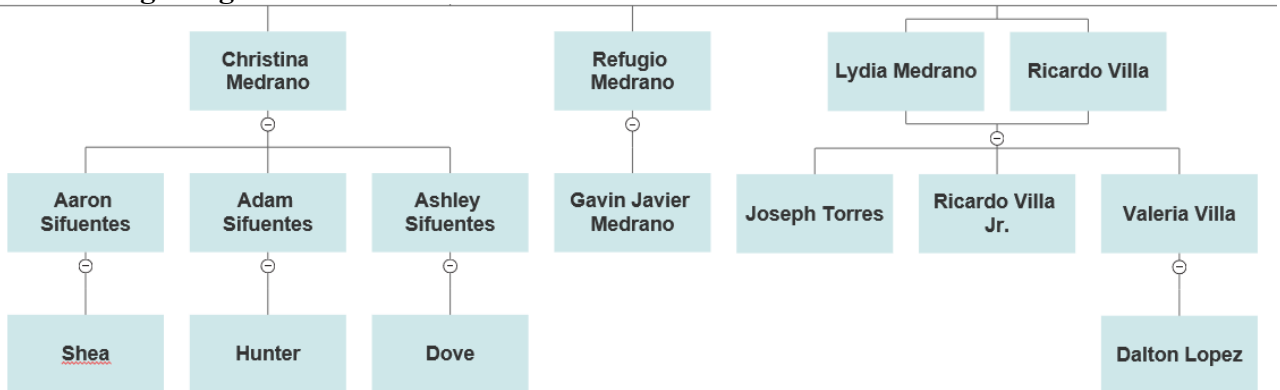 Christina
Medrano
Refugio
Medrano
Lydia Medrano
Ricardo Villa
Aaron
Sifuentes
Adam
Sifuentes
Ashley
Sifuentes
Gavin Javier
Medrano
Joseph Torres
Ricardo Villa
Jr.
Valeria Villa
Shea
Hunter
Dove
Dalton Lopez